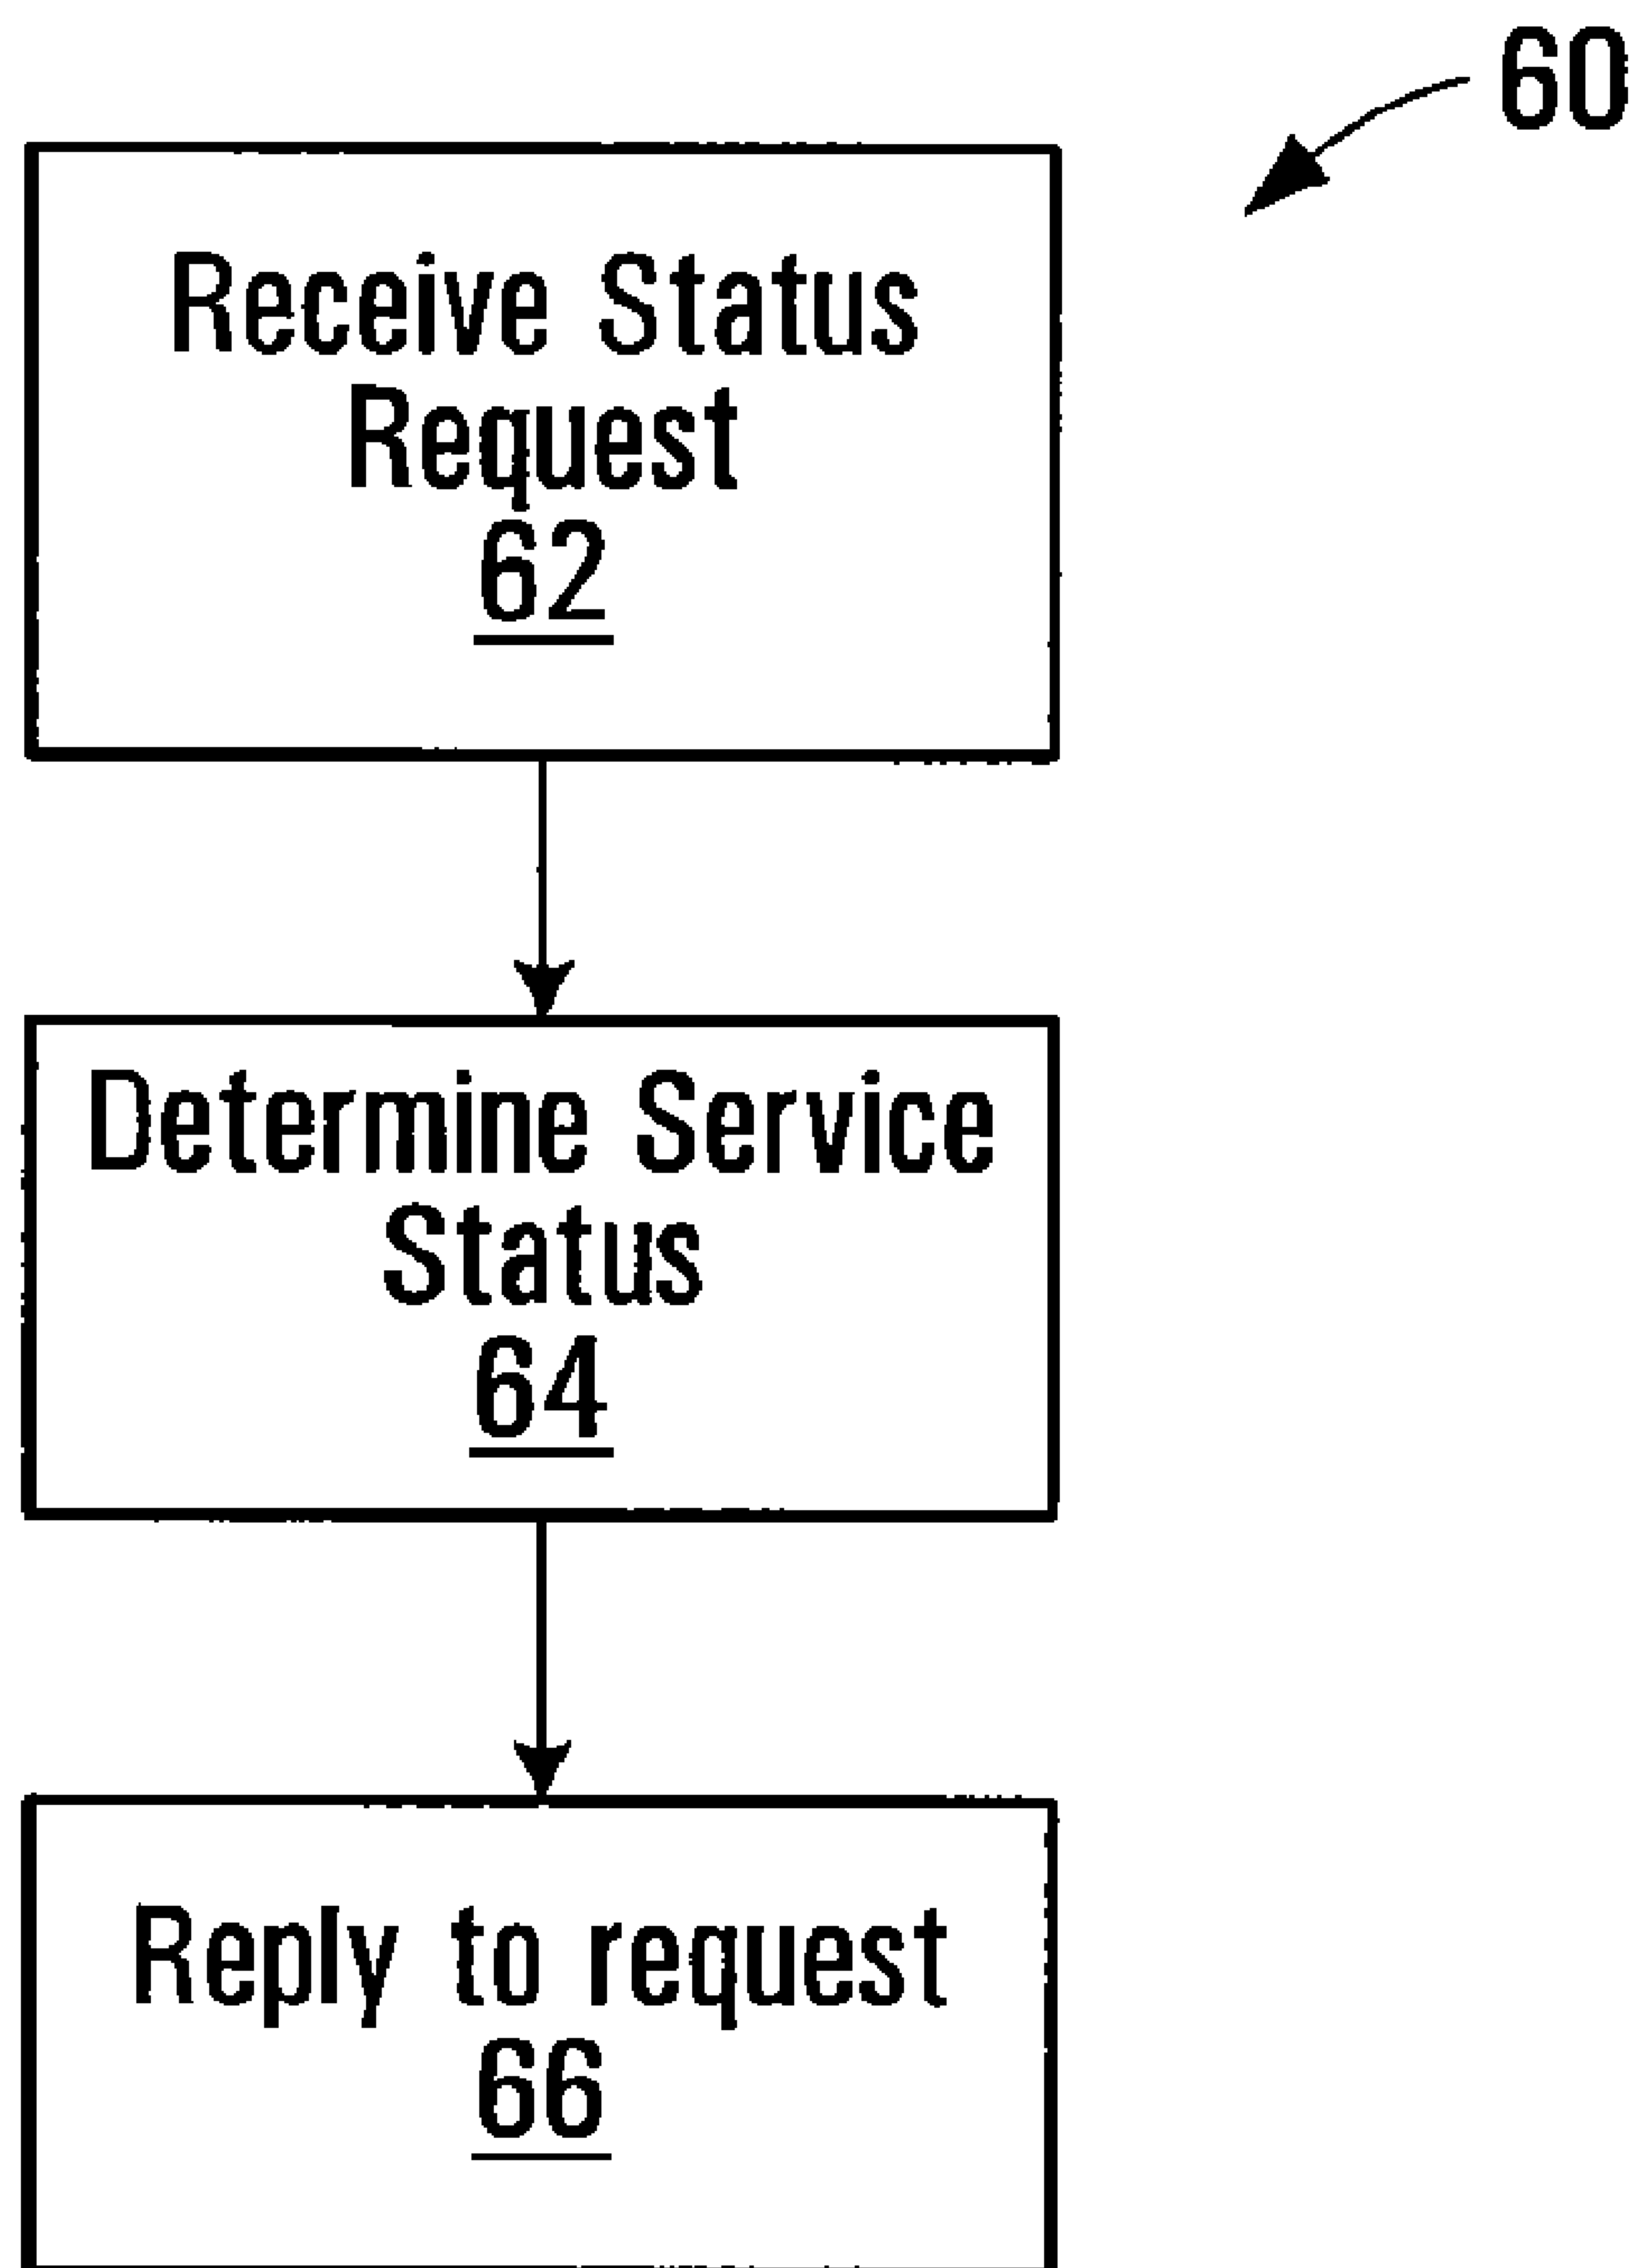 60
Receive Status
Request
62
Determine Service
Status
64
Reply to request
66